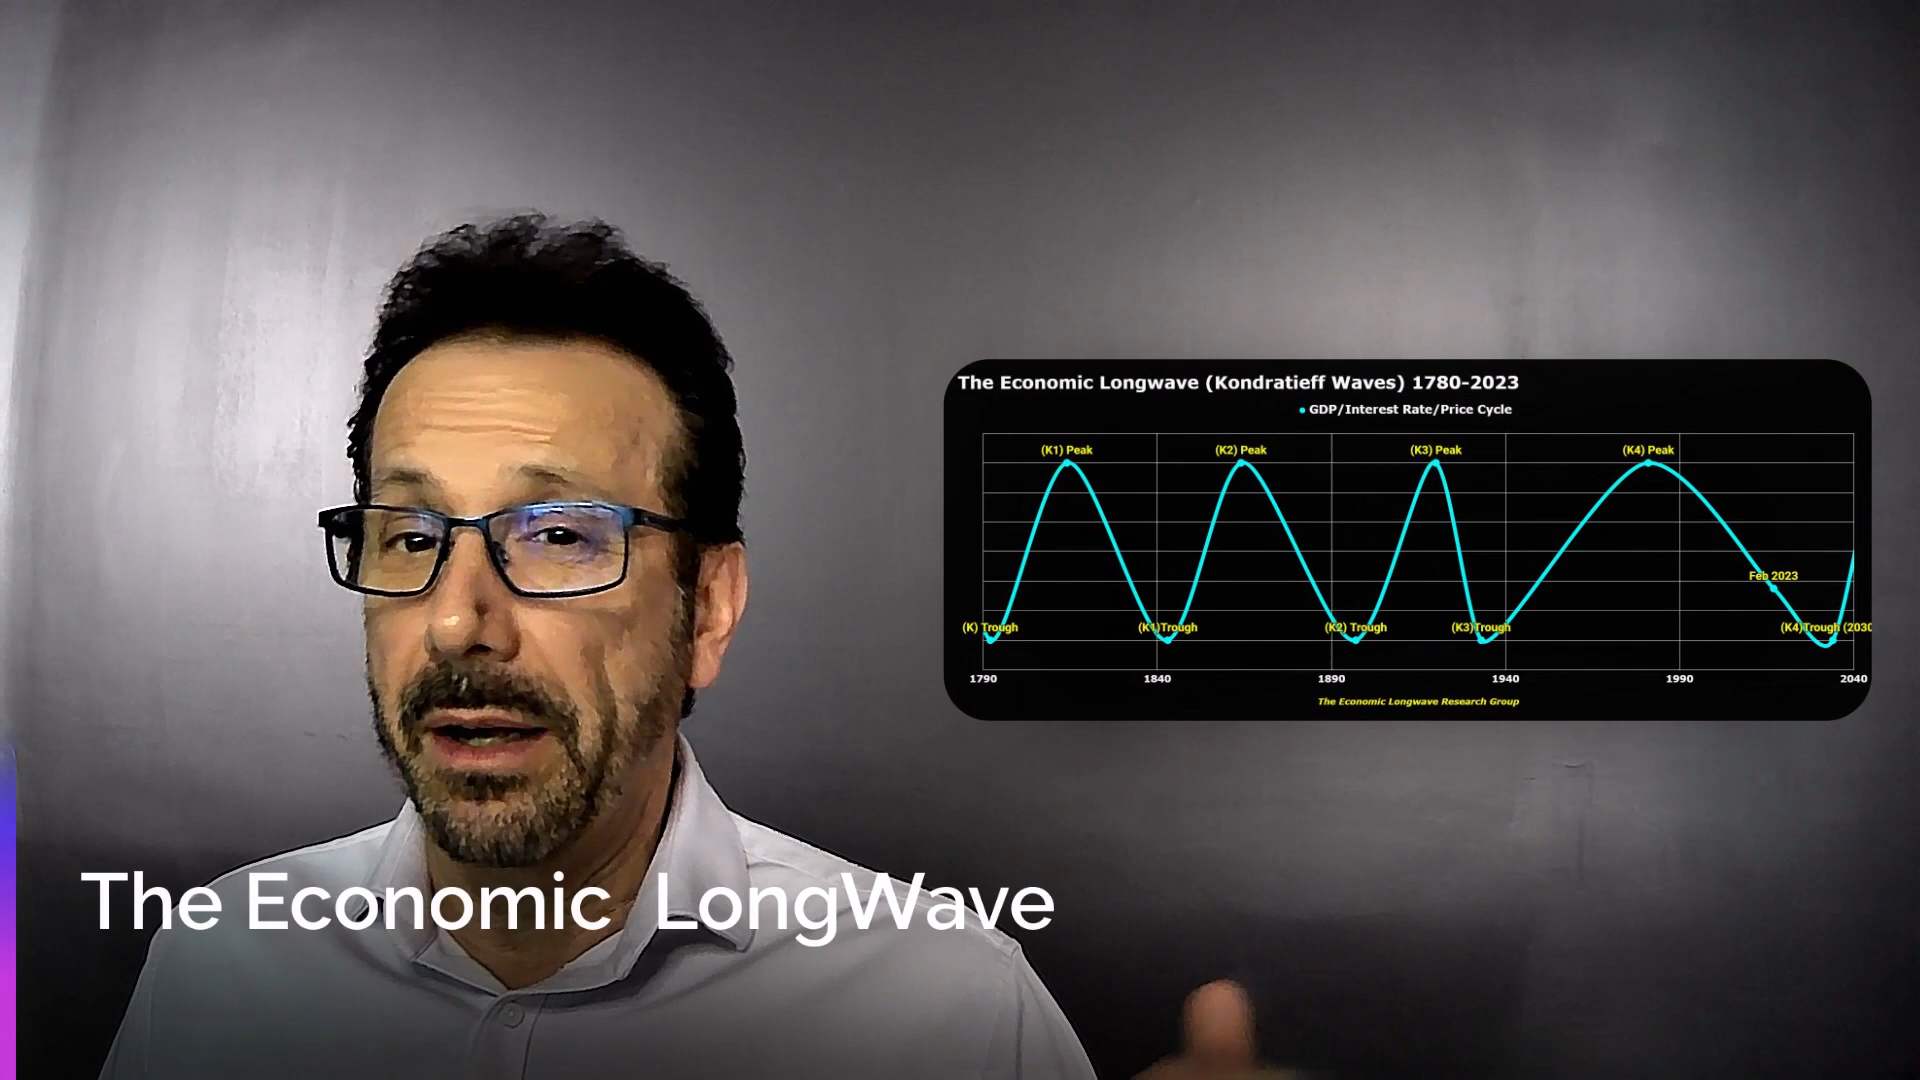 The Economic Longwave (Kondratieff Waves) 1780-2023
GDP/Interest Rate/Price Cycle
(K1) Peak
(K2) Peak
(K3) Peak
(K4) Peak
Feb 2023
(K) Trough
(K1)Trough
(K2) Trough
(K3)Trough
(K4)Trough (2030
1790
1840
1890
1940
1990
2040
The Economic Longwave Research Group
The Economic LongWave